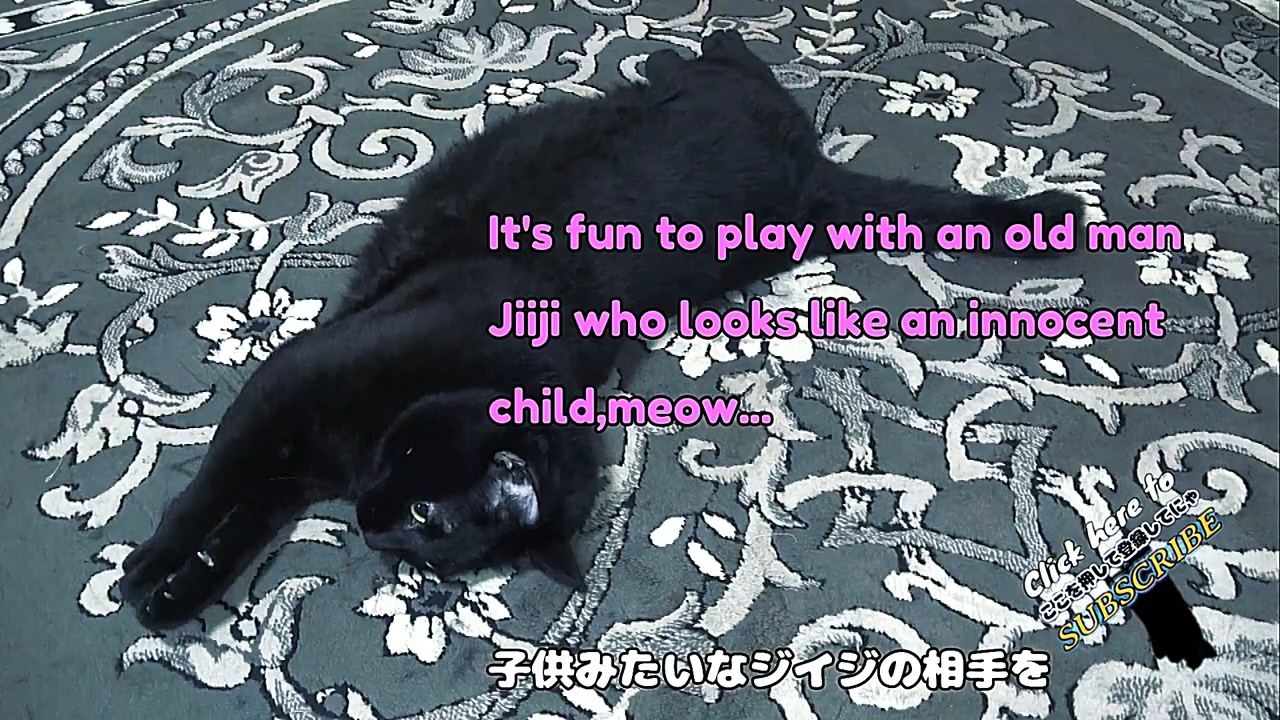 It's fun to play with an old man
Jiiji who looks like an innocent
child,meow...
Click here to
ここを押して登録してにゃ
SUBSCRIBE
子供みたいなジイジの相手を